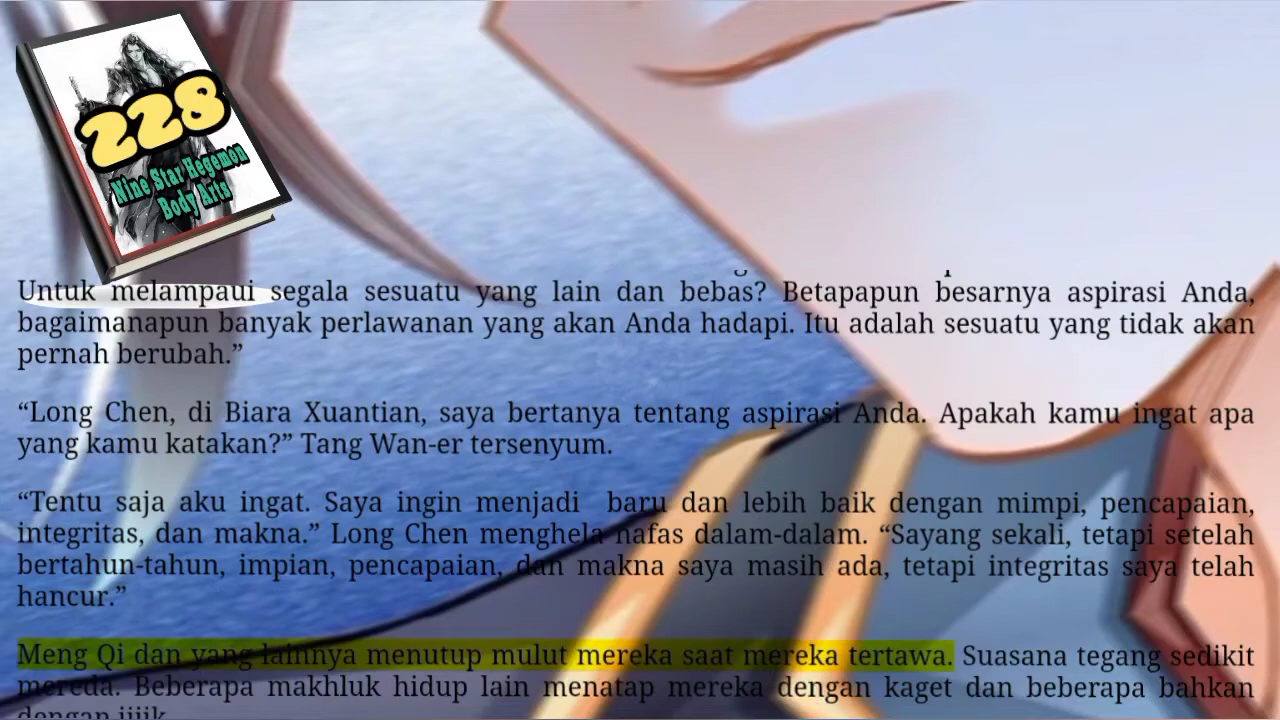 228
Nine Star Hegemon
Body Arts
Untuk melampaui segala sesuatu yang lain dan bebas? Betapapun besarnya aspirasi Anda,
bagaimanapun banyak perlawanan yang akan Anda hadapi. Itu adalah sesuatu yang tidak akan
pernah berubah.”
“Long Chen, di Biara Xuantian, saya bertanya tentang aspirasi Anda. Apakah kamu ingat apa
yang kamu katakan?” Tang Wan-er tersenyum.
“Tentu saja aku ingat. Saya ingin menjadi baru dan lebih baik dengan mimpi, pencapaian,
integritas, dan makna.” Long Chen menghela nafas dalam-dalam. “Sayang sekali, tetapi setelah
bertahun-tahun, impian, pencapaian, dan makna saya masih ada, tetapi integritas saya telah
hancur.”
Meng Qi dan yang lainnya menutup mulut mereka saat mereka tertawa. Suasana tegang sedikit
mereda. Beberapa makhluk hidup lain menatap mereka dengan kaget dan beberapa bahkan
dengan jijik.